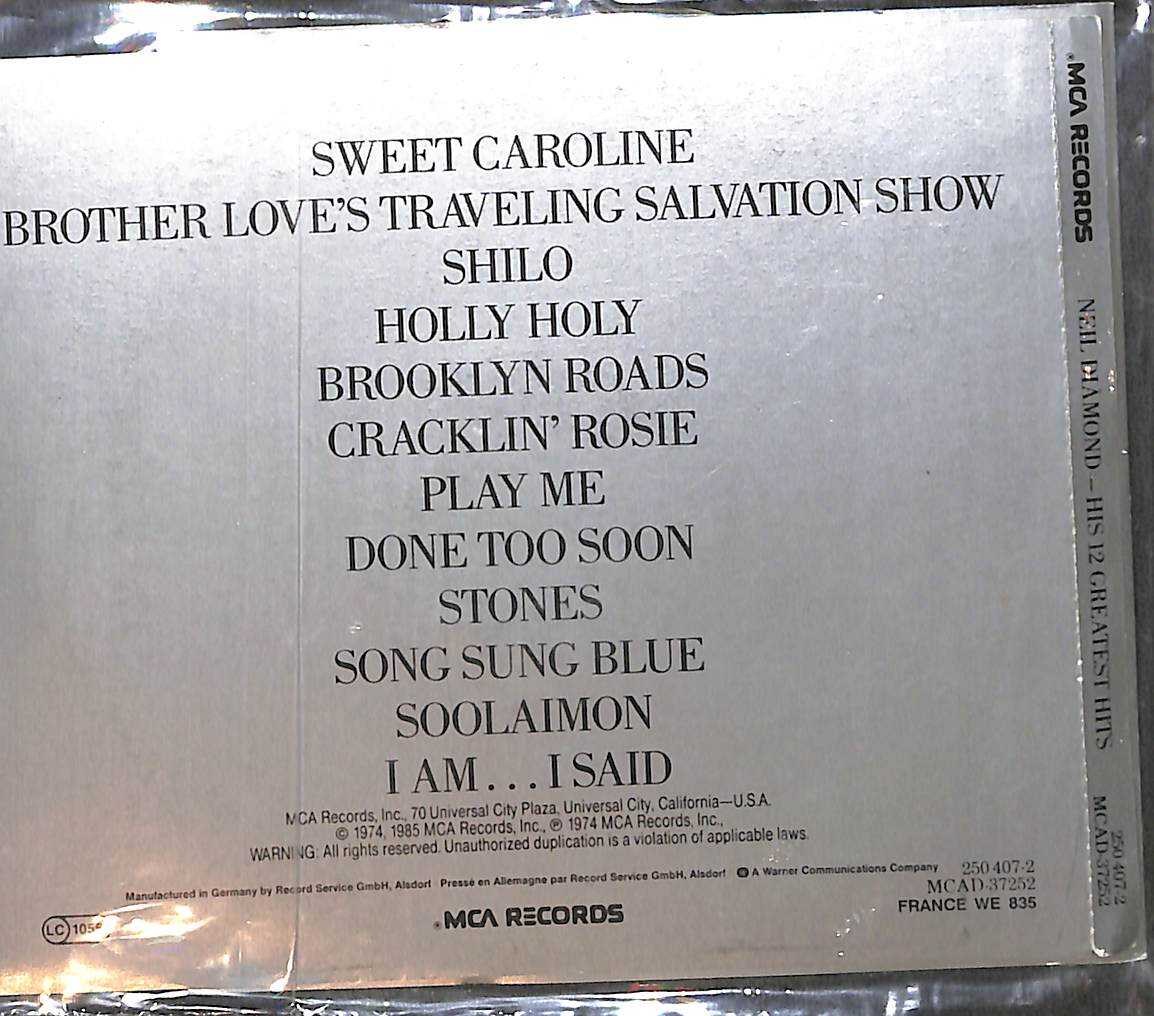 SWEET CAROLINE
BROTHER LOVE'S TRAVELING SALVATION SHOW
SHILO
HOLLY HOLY
BROOKLYN ROADS
CRACKLIN' ROSIE
PLAY ME
DONE TOO SOON
STONES
SONG SUNG BLUE
SOOLAIMON
I AM...I SAID
MCA Records, Inc., 70 Universal City Plaza, Universal City, California—U.S.A.
© 1974, 1985 MCA Records, Inc., ℗ 1974 MCA Records, Inc.,
WARNING: All rights reserved. Unauthorized duplication is a violation of applicable laws.
Manufactured in Germany by Record Service GmbH, Alsdorf · Pressé en Allemagne par Record Service GmbH, Alsdorf A Warner Communications Company
250 407-2
MCAD-37252
FRANCE WE 835
LC
MCA RECORDS
MCA RECORDS NEIL DIAMOND – HIS 12 GREATEST HITS
250 407-2
MCAD-37252